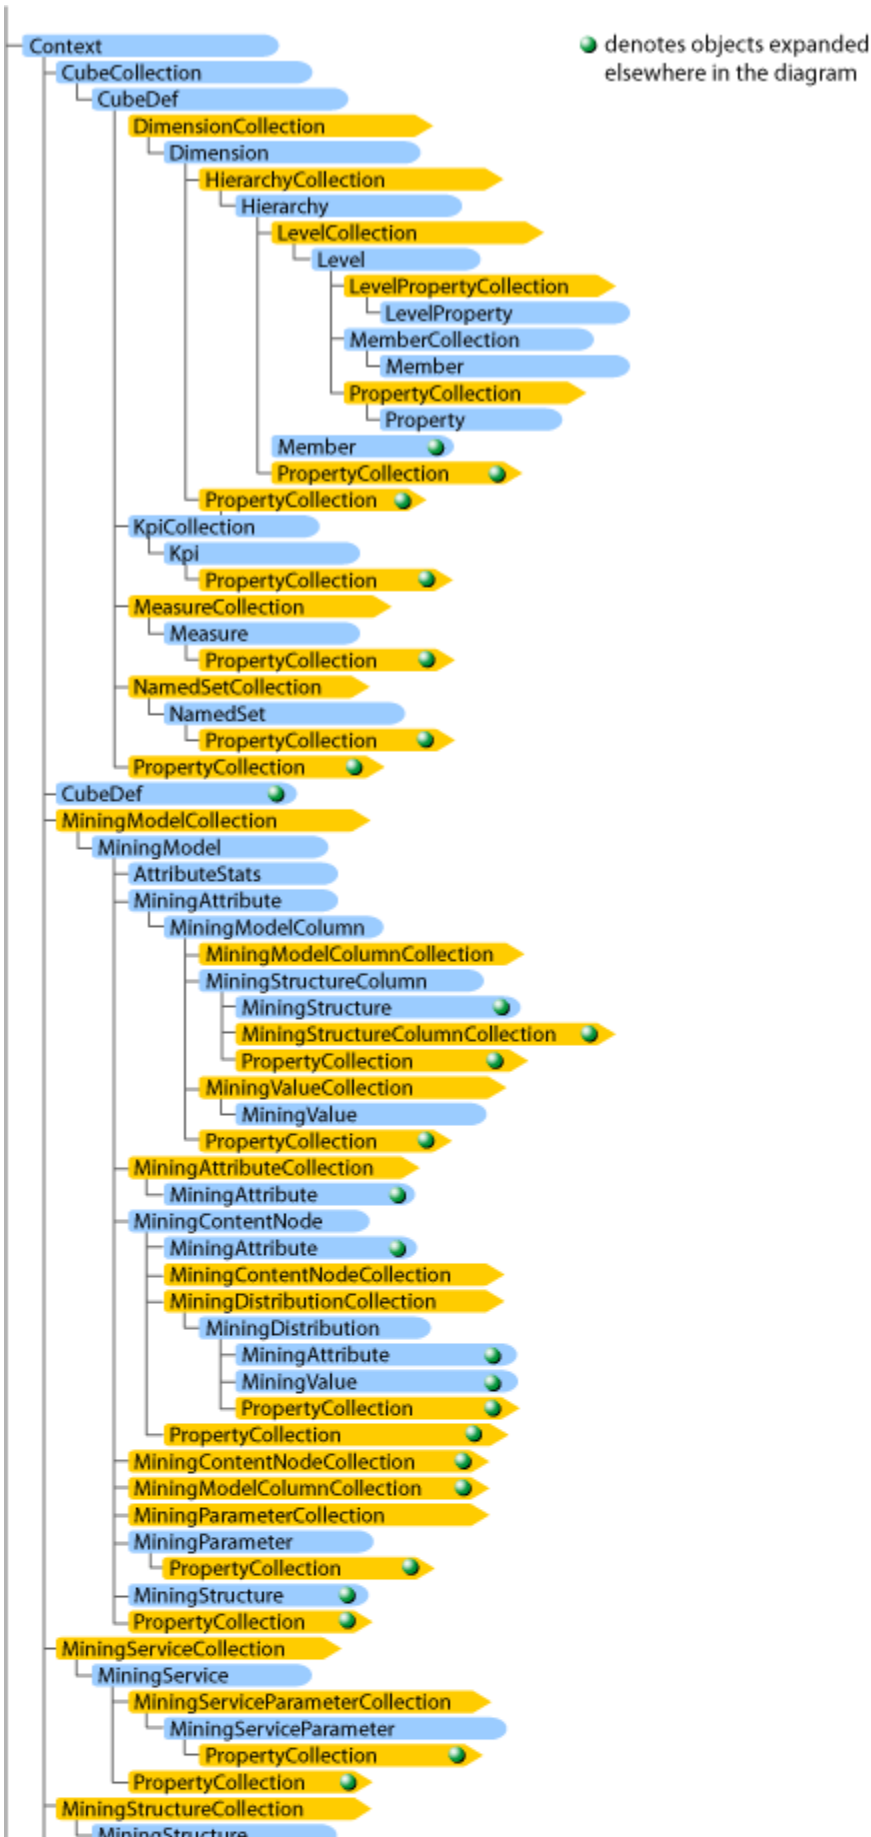 Context
denotes objects expanded
elsewhere in the diagram
CubeCollection
CubeDef
DimensionCollection
Dimension
HierarchyCollection
Hierarchy
LevelCollection
Level
LevelPropertyCollection
LevelProperty
MemberCollection
Member
PropertyCollection
Property
Member
PropertyCollection
PropertyCollection
KpiCollection
Kpi
PropertyCollection
MeasureCollection
Measure
PropertyCollection
NamedSetCollection
NamedSet
PropertyCollection
PropertyCollection
CubeDef
MiningModelCollection
MiningModel
AttributeStats
MiningAttribute
MiningModelColumn
MiningModelColumnCollection
MiningStructureColumn
MiningStructure
MiningStructureColumnCollection
PropertyCollection
MiningValueCollection
MiningValue
PropertyCollection
MiningAttributeCollection
MiningAttribute
MiningContentNode
MiningAttribute
MiningContentNodeCollection
MiningDistributionCollection
MiningDistribution
MiningAttribute
MiningValue
PropertyCollection
PropertyCollection
MiningContentNodeCollection
MiningModelColumnCollection
MiningParameterCollection
MiningParameter
PropertyCollection
MiningStructure
PropertyCollection
MiningServiceCollection
MiningService
MiningServiceParameterCollection
MiningServiceParameter
PropertyCollection
PropertyCollection
MiningStructureCollection
MiningStructure